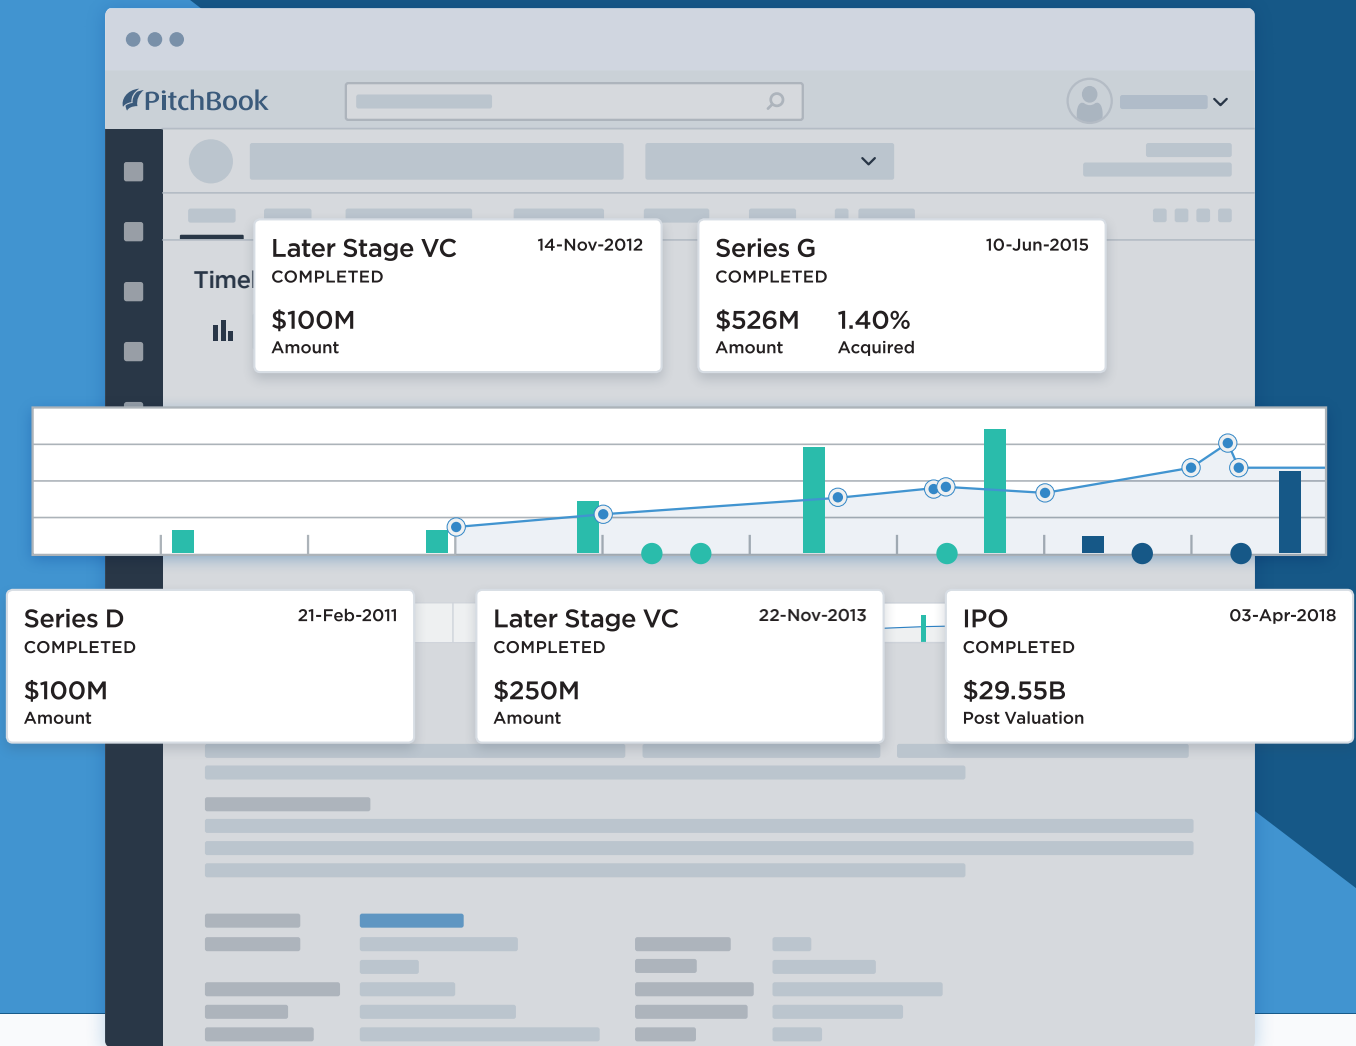 PitchBook
Timel
Later Stage VC 14-Nov-2012
COMPLETED
$100M
Amount
Series G 10-Jun-2015
COMPLETED
$526M 1.40%
Amount Acquired
Series D 21-Feb-2011
COMPLETED
$100M
Amount
Later Stage VC 22-Nov-2013
COMPLETED
$250M
Amount
IPO 03-Apr-2018
COMPLETED
$29.55B
Post Valuation